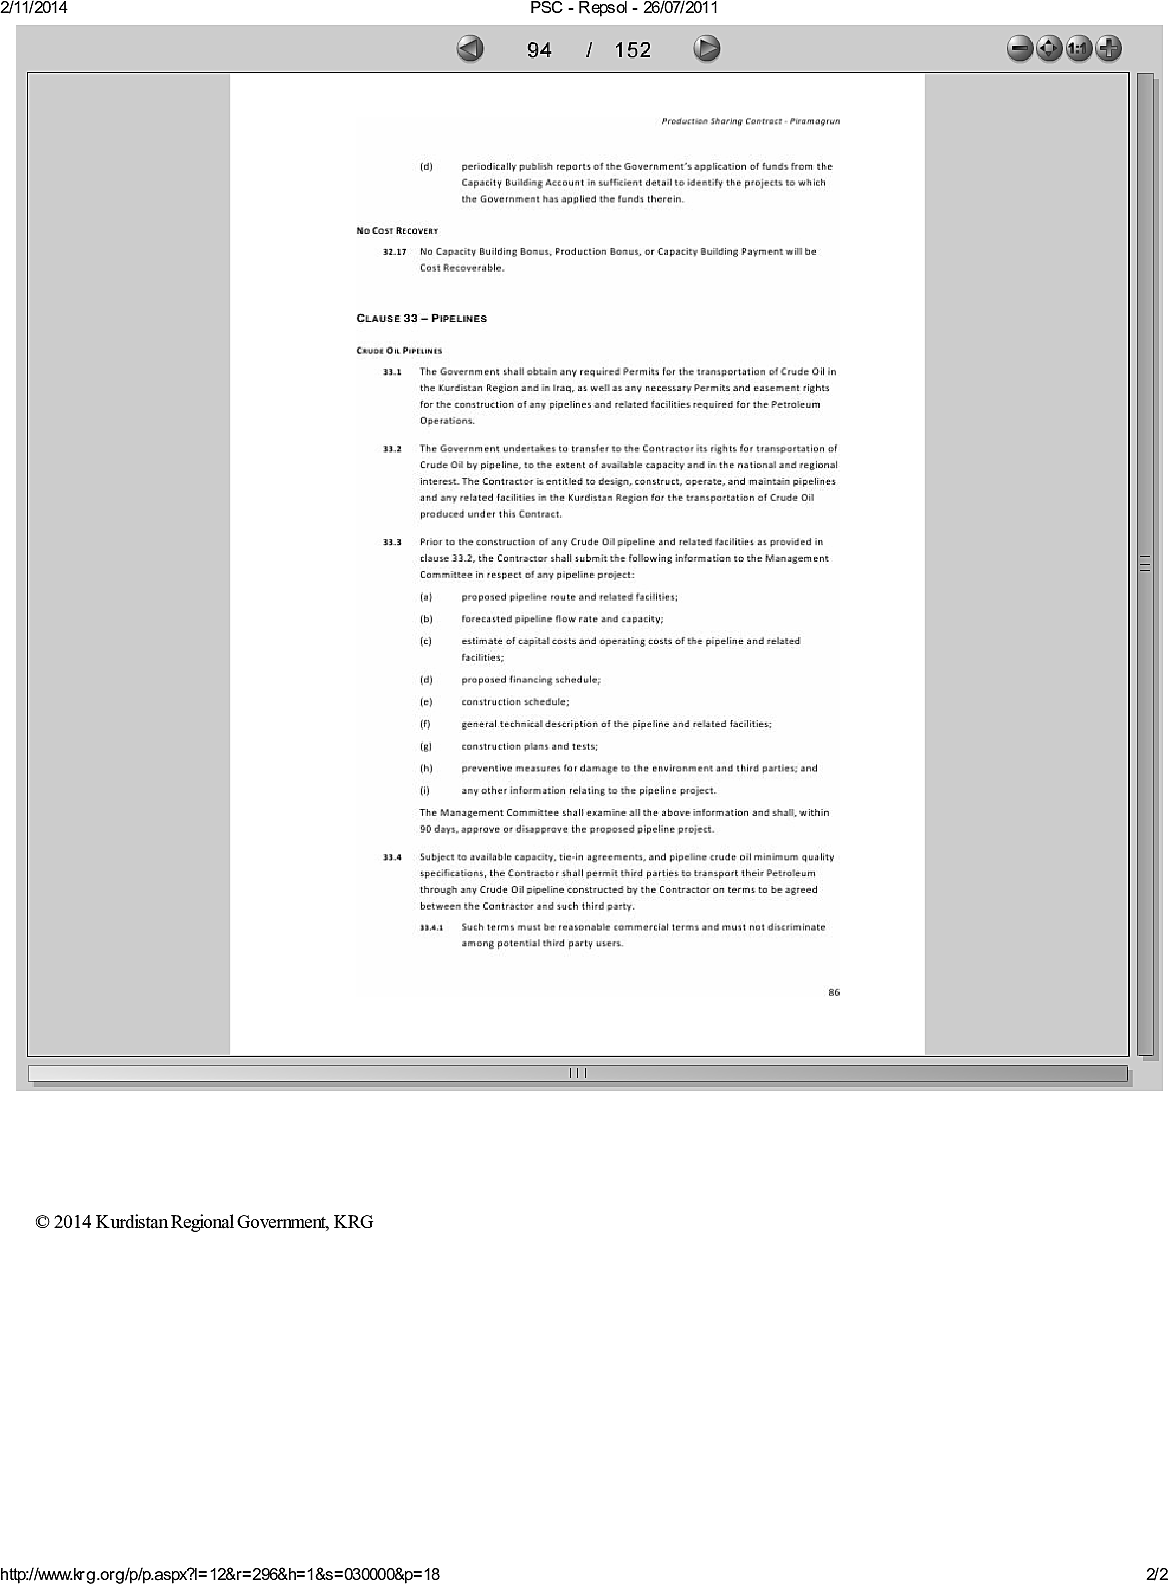 2/11/2014
PSC - Repsol - 26/07/2011
94 / 152
1:1
Production Sharing Contract - Piramagrun
(d) periodically publish reports of the Government's application of funds from the
Capacity Building Account in sufficient detail to identify the projects to which
the Government has applied the funds therein.
NO COST RECOVERY
32.17 No Capacity Building Bonus, Production Bonus, or Capacity Building Payment will be
Cost Recoverable.
CLAUSE 33 – PIPELINES
CRUDE OIL PIPELINES
33.1 The Government shall obtain any required Permits for the transportation of Crude Oil in
the Kurdistan Region and in Iraq, as well as any necessary Permits and easement rights
for the construction of any pipelines and related facilities required for the Petroleum
Operations.
33.2 The Government undertakes to transfer to the Contractor its rights for transportation of
Crude Oil by pipeline, to the extent of available capacity and in the national and regional
interest. The Contractor is entitled to design, construct, operate, and maintain pipelines
and any related facilities in the Kurdistan Region for the transportation of Crude Oil
produced under this Contract.
33.3 Prior to the construction of any Crude Oil pipeline and related facilities as provided in
clause 33.2, the Contractor shall submit the following information to the Management
Committee in respect of any pipeline project:
(a) proposed pipeline route and related facilities;
(b) forecasted pipeline flow rate and capacity;
(c) estimate of capital costs and operating costs of the pipeline and related
facilities;
(d) proposed financing schedule;
(e) construction schedule;
(f) general technical description of the pipeline and related facilities;
(g) construction plans and tests;
(h) preventive measures for damage to the environment and third parties; and
(i) any other information relating to the pipeline project.
The Management Committee shall examine all the above information and shall, within
90 days, approve or disapprove the proposed pipeline project.
33.4 Subject to available capacity, tie-in agreements, and pipeline crude oil minimum quality
specifications, the Contractor shall permit third parties to transport their Petroleum
through any Crude Oil pipeline constructed by the Contractor on terms to be agreed
between the Contractor and such third party.
33.4.1 Such terms must be reasonable commercial terms and must not discriminate
among potential third party users.
86
© 2014 Kurdistan Regional Government, KRG
http://www.krg.org/p/p.aspx?l=12&r=296&h=1&s=030000&p=18
2/2